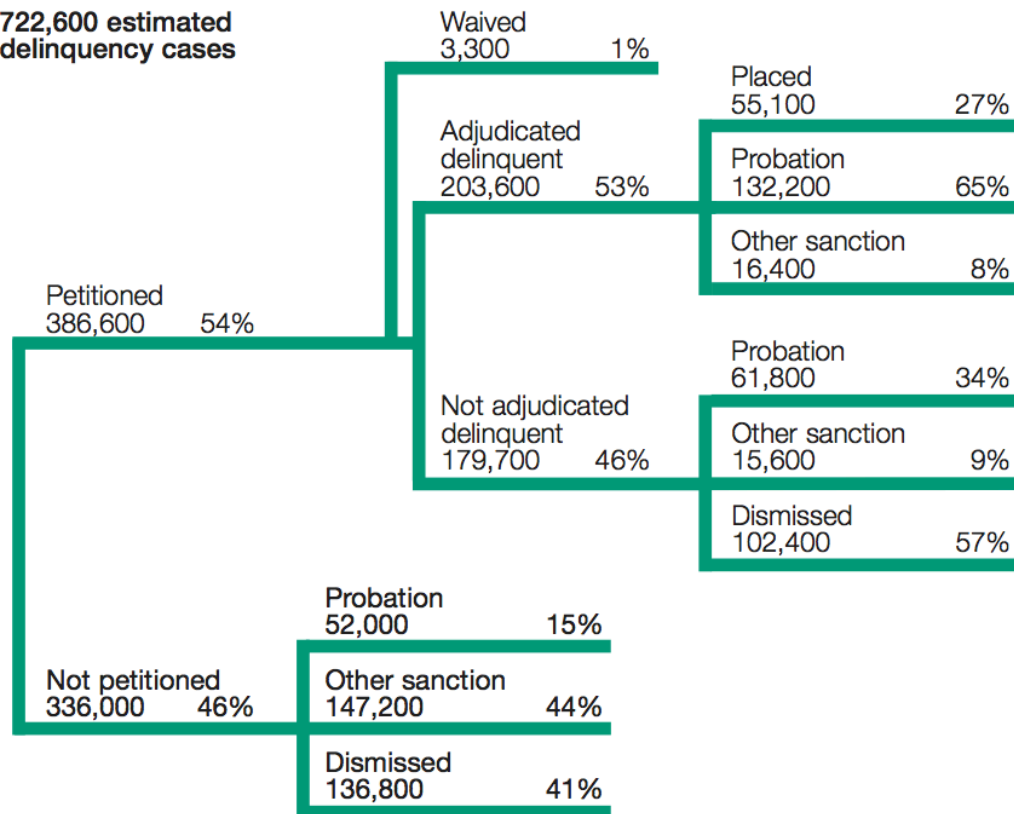 722,600 estimated
delinquency cases
Waived
3,300 1%
Placed
55,100 27%
Adjudicated
delinquent
203,600 53%
Probation
132,200 65%
Other sanction
16,400 8%
Petitioned
386,600 54%
Probation
61,800 34%
Not adjudicated
delinquent
179,700 46%
Other sanction
15,600 9%
Dismissed
102,400 57%
Probation
52,000 15%
Not petitioned
336,000 46%
Other sanction
147,200 44%
Dismissed
136,800 41%